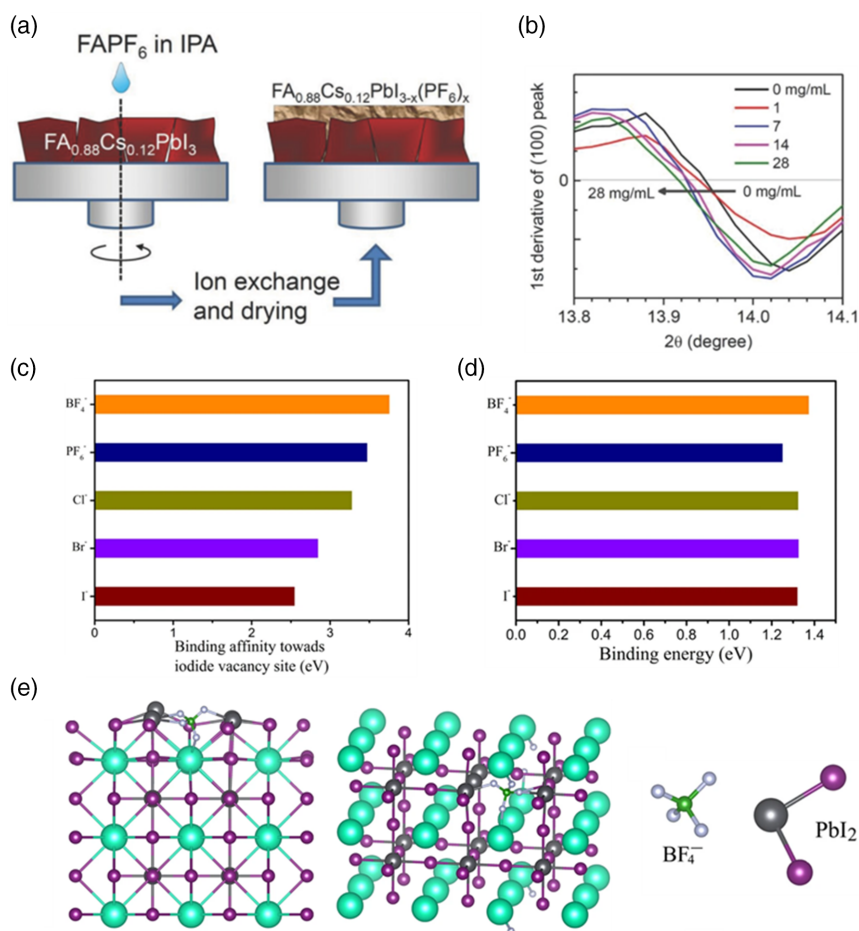 (a)
FAPF₆ in IPA
FA₀.₈₈Cs₀.₁₂PbI₃₋ₓ(PF₆)ₓ
FA₀.₈₈Cs₀.₁₂PbI₃
Ion exchange
and drying
(b)
1st derivative of (100) peak
0 mg/mL
1
7
14
28
0
28 mg/mL
0 mg/mL
13.8
13.9
14.0
14.1
2θ (degree)
(c)
BF₄⁻
PF₆⁻
Cl⁻
Br⁻
I⁻
0
1
2
3
4
Binding affinity towads
iodide vacancy site (eV)
(d)
BF₄⁻
PF₆⁻
Cl⁻
Br⁻
I⁻
0.0
0.2
0.4
0.6
0.8
1.0
1.2
1.4
Binding energy (eV)
(e)
BF₄⁻
PbI₂